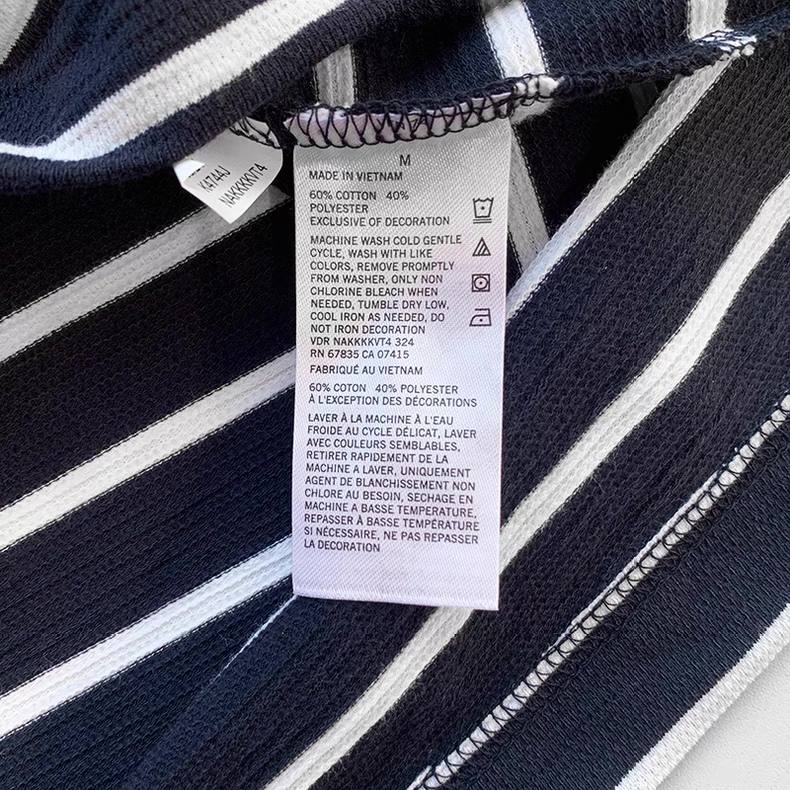 K4744J
NAKKKKVT4
M
MADE IN VIETNAM
60% COTTON 40%
POLYESTER
EXCLUSIVE OF DECORATION
MACHINE WASH COLD GENTLE
CYCLE, WASH WITH LIKE
COLORS, REMOVE PROMPTLY
FROM WASHER, ONLY NON
CHLORINE BLEACH WHEN
NEEDED, TUMBLE DRY LOW,
COOL IRON AS NEEDED, DO
NOT IRON DECORATION
VDR NAKKKKVT4 324
RN 67835 CA 07415
FABRIQUÉ AU VIETNAM
60% COTON 40% POLYESTER
À L'EXCEPTION DES DÉCORATIONS
LAVER À LA MACHINE À L'EAU
FROIDE AU CYCLE DÉLICAT, LAVER
AVEC COULEURS SEMBLABLES,
RETIRER RAPIDEMENT DE LA
MACHINE A LAVER, UNIQUEMENT
AGENT DE BLANCHISSEMENT NON
CHLORE AU BESOIN, SECHAGE EN
MACHINE A BASSE TEMPERATURE,
REPASSER À BASSE TEMPÉRATURE
SI NÉCESSAIRE, NE PAS REPASSER
LA DECORATION